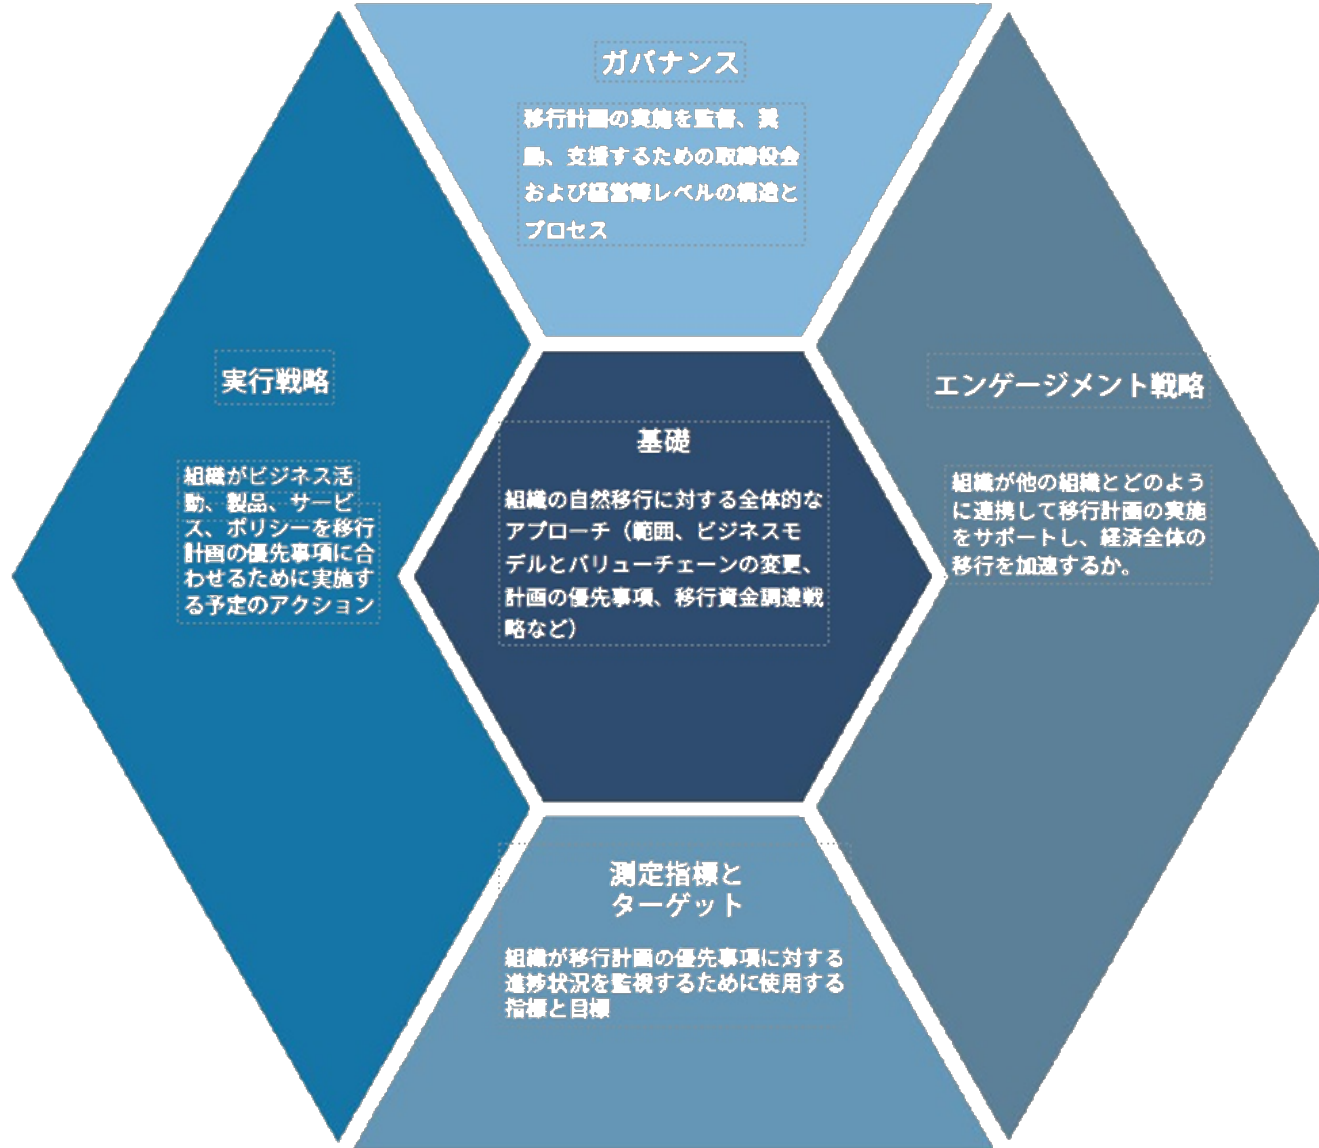 ガバナンス
移行計画の実施を監督、奨
励、支援するための取締役会
および経営陣レベルの構造と
プロセス
実行戦略
組織がビジネス活
動、製品、サービ
ス、ポリシーを移行
計画の優先事項に合
わせるために実施す
る予定のアクション
基礎
組織の自然移行に対する全体的な
アプローチ（範囲、ビジネスモ
デルとバリューチェーンの変更、
計画の優先事項、移行資金調達戦
略など）
エンゲージメント戦略
組織が他の組織とどのよう
に連携して移行計画の実施
をサポートし、経済全体の
移行を加速するか。
測定指標と
ターゲット
組織が移行計画の優先事項に対する
進捗状況を監視するために使用する
指標と目標